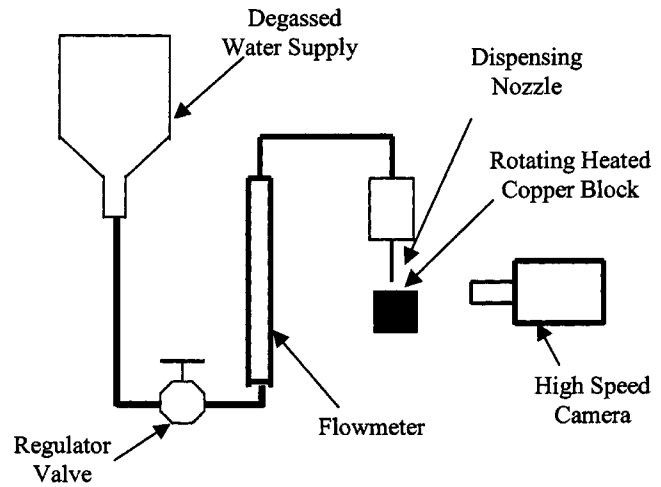 Degassed
Water Supply
Dispensing
Nozzle
Rotating Heated
Copper Block
High Speed
Camera
Flowmeter
Regulator
Valve